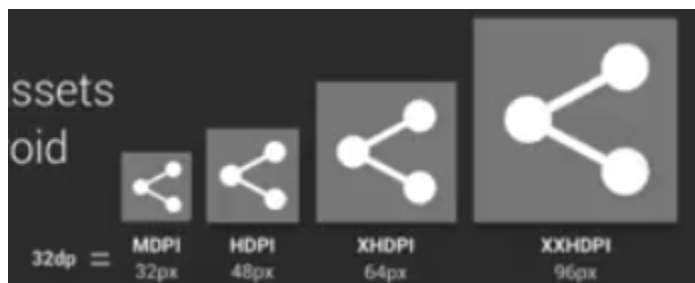 ssets
oid
32dp = MDPI HDPI XHDPI XXHDPI
32px 48px 64px 96px